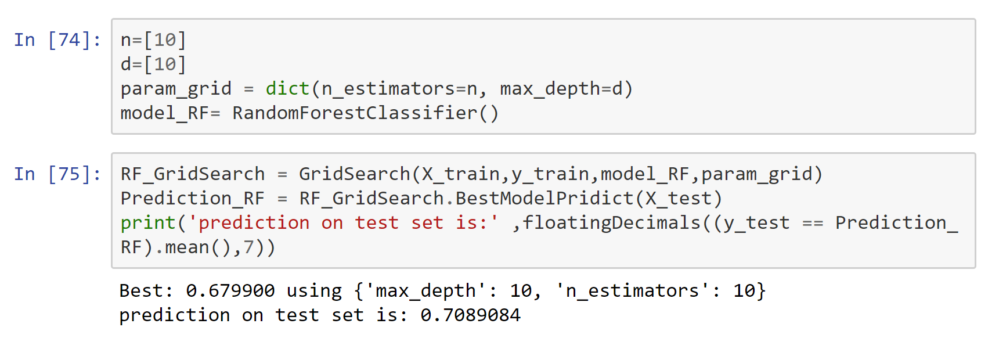 In [74]: n=[10]
d=[10]
param_grid = dict(n_estimators=n, max_depth=d)
model_RF= RandomForestClassifier()
In [75]: RF_GridSearch = GridSearch(X_train,y_train,model_RF,param_grid)
Prediction_RF = RF_GridSearch.BestModelPridict(X_test)
print('prediction on test set is:' ,floatingDecimals((y_test == Prediction_
RF).mean(),7))
Best: 0.679900 using {'max_depth': 10, 'n_estimators': 10}
prediction on test set is: 0.7089084